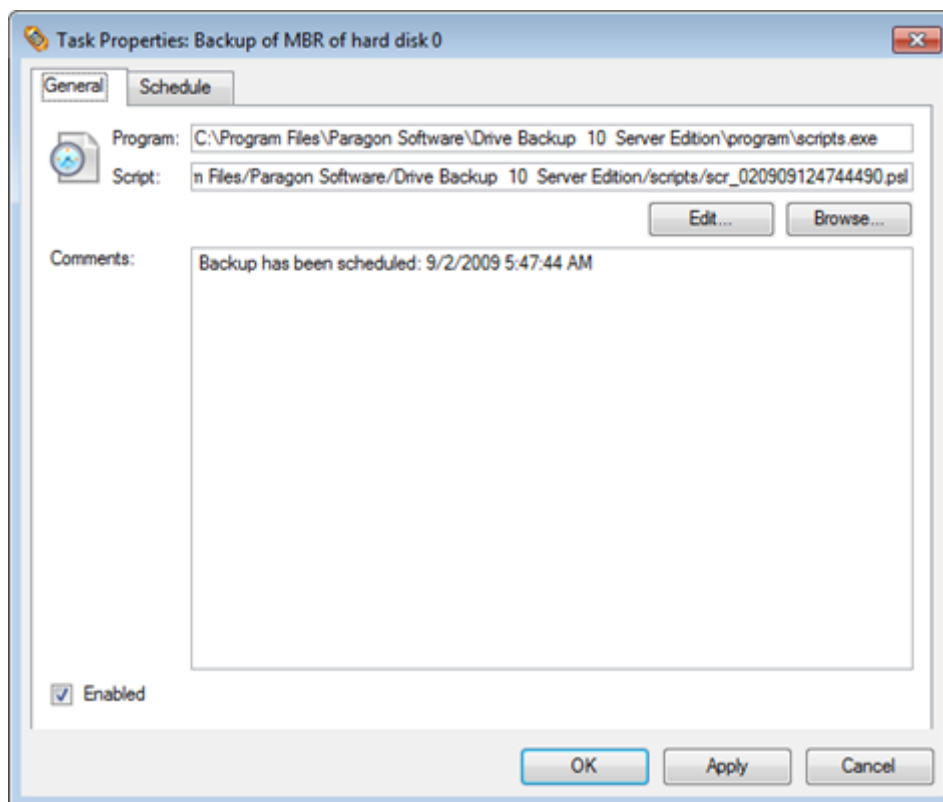 Task Properties: Backup of MBR of hard disk 0
General Schedule
Program: C:\Program Files\Paragon Software\Drive Backup 10 Server Edition\program\scripts.exe
Script: n Files/Paragon Software/Drive Backup 10 Server Edition/scripts/scr_020909124744490.psl
Edit... Browse...
Comments: Backup has been scheduled: 9/2/2009 5:47:44 AM
Enabled
OK Apply Cancel